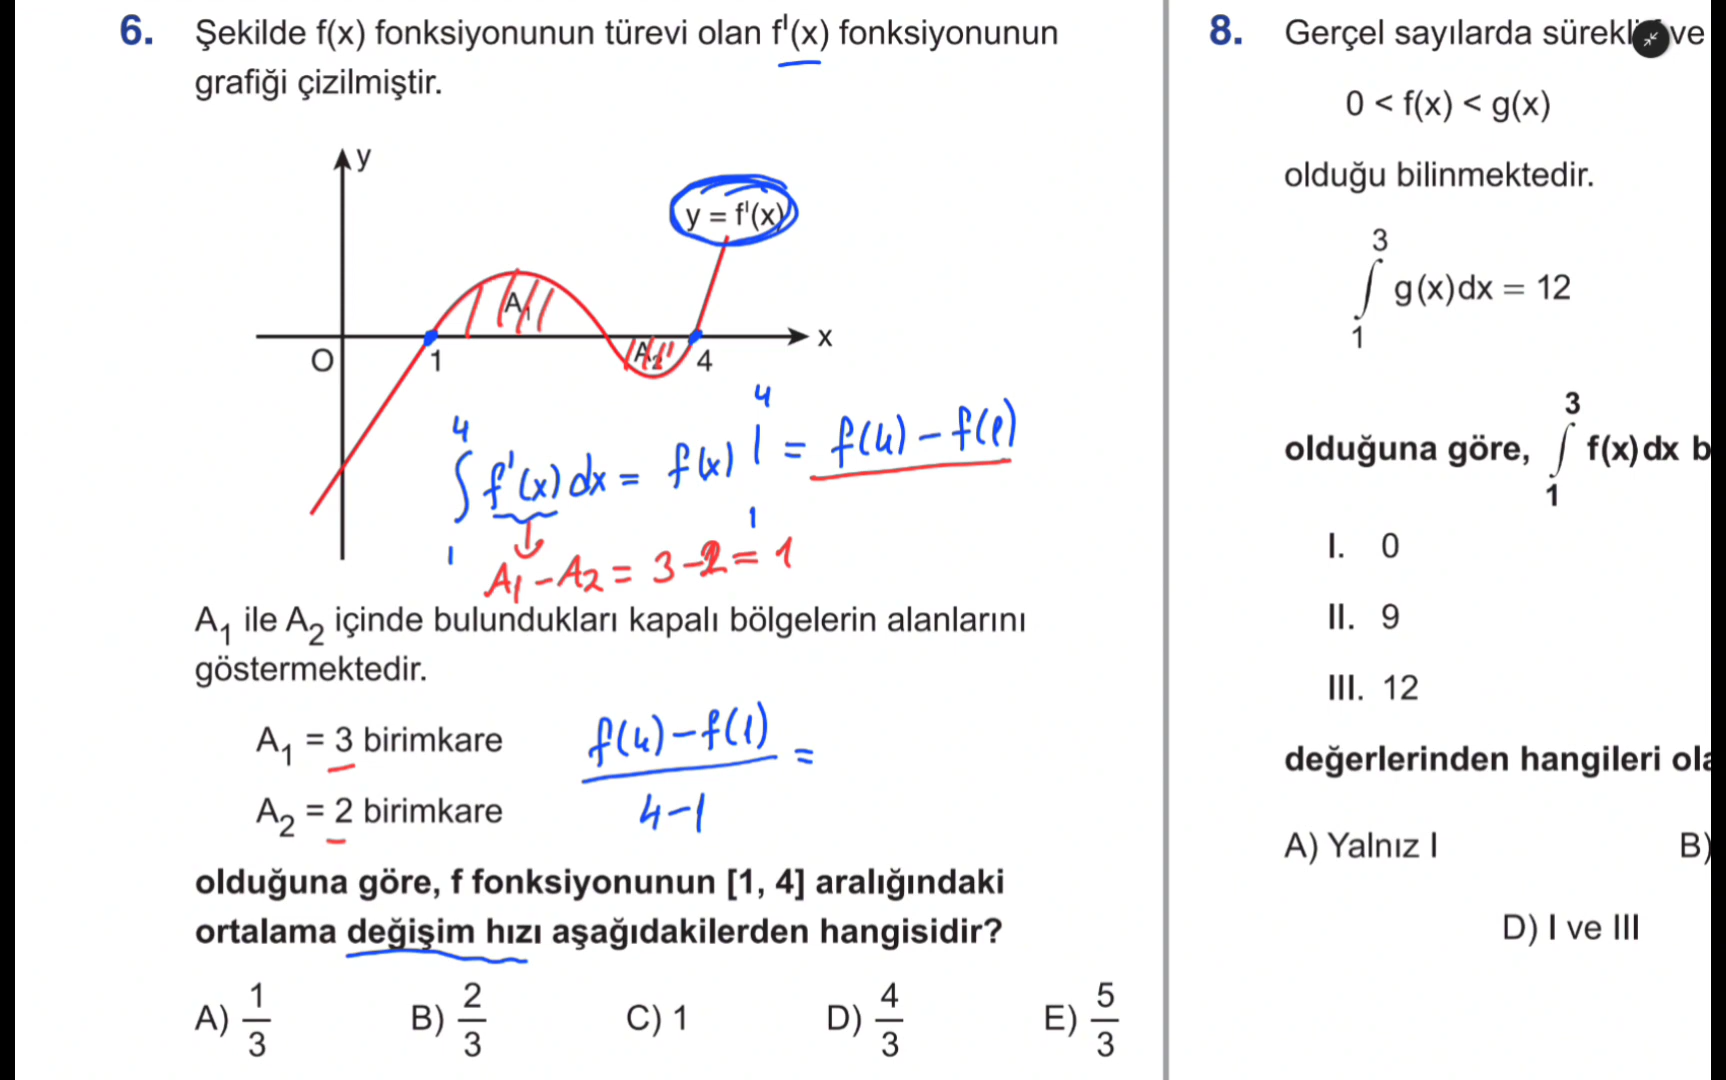 6. Şekilde f(x) fonksiyonunun türevi olan f'(x) fonksiyonunun
grafiği çizilmiştir.
y
y = f'(x)
A₁
A₂
O
1
4
x
4
∫ f'(x) dx = f(x) | = f(4) - f(1)
1
4
1
A₁ - A₂ = 3 - 2 = 1
A₁ ile A₂ içinde bulundukları kapalı bölgelerin alanlarını
göstermektedir.
A₁ = 3 birimkare
A₂ = 2 birimkare
f(4) - f(1)
4 - 1
=
olduğuna göre, f fonksiyonunun [1, 4] aralığındaki
ortalama değişim hızı aşağıdakilerden hangisidir?
A) 1/3 B) 2/3 C) 1 D) 4/3 E) 5/3
8. Gerçel sayılarda ve
0 < f(x) < g(x)
olduğu bilinmektedir.
3
∫ g(x)dx = 12
1
3
olduğuna göre, ∫ f(x)dx b
1
I. 0
II. 9
III. 12
değerlerinden hangileri
A) Yalnız I B)
D) I ve III